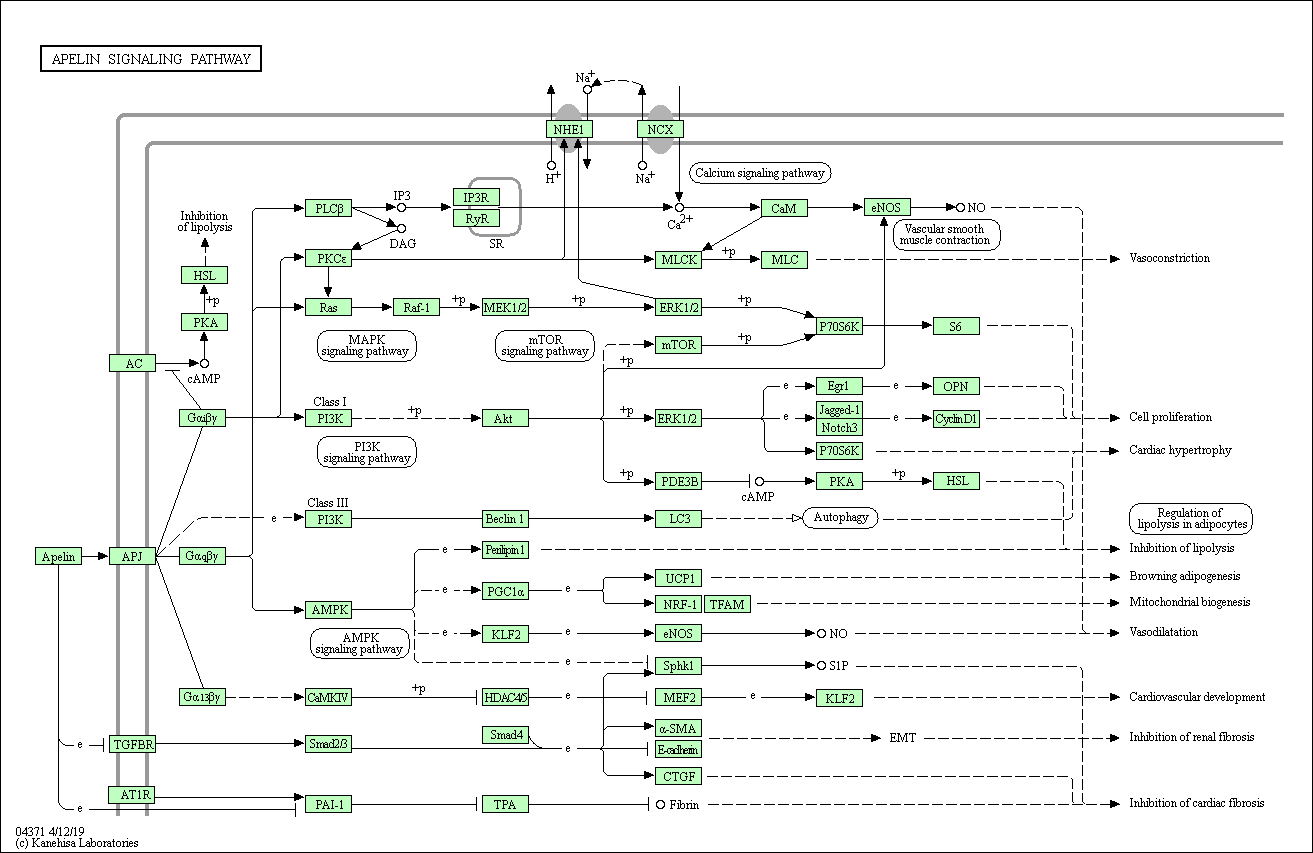 APELIN SIGNALING PATHWAY
Na+
NHE1
NCX
H+
Na+
Calcium signaling pathway
Inhibition
of lipolysis
PLCβ
IP3
DAG
IP3R
RyR
SR
Ca2+
CaM
eNOS
NO
Vascular smooth
muscle contraction
HSL
+p
PKA
PKCε
MLCK
+p
MLC
Vasoconstriction
Ras
Raf-1
+p
MEK1/2
+p
ERK1/2
+p
MAPK
signaling pathway
mTOR
signaling pathway
mTOR
+p
+p
P70S6K
S6
AC
cAMP
Gαiβγ
Class I
PI3K
+p
Akt
+p
ERK1/2
e
Egr1
e
OPN
e
Jagged-1
Notch3
e
CyclinD1
Cell proliferation
P70S6K
Cardiac hypertrophy
PI3K
signaling pathway
+p
PDE3B
cAMP
PKA
+p
HSL
Class III
e
PI3K
Beclin 1
LC3
Autophagy
Regulation of
lipolysis in adipocytes
Apelin
APJ
Gαqβγ
e
Perilipin1
Inhibition of lipolysis
e
PGC1α
e
UCP1
Browning adipogenesis
AMPK
NRF-1
TFAM
Mitochondrial biogenesis
AMPK
signaling pathway
e
KLF2
e
eNOS
NO
Vasodilatation
e
Sphk1
S1P
Gα13βγ
CaMKIV
+p
HDAC4/5
e
MEF2
e
KLF2
Cardiovascular development
e
TGFBR
Smad2/3
Smad4
e
α-SMA
E-cadherin
EMT
Inhibition of renal fibrosis
CTGF
AT1R
e
PAI-1
TPA
Fibrin
Inhibition of cardiac fibrosis
04371 4/12/19
(c) Kanehisa Laboratories